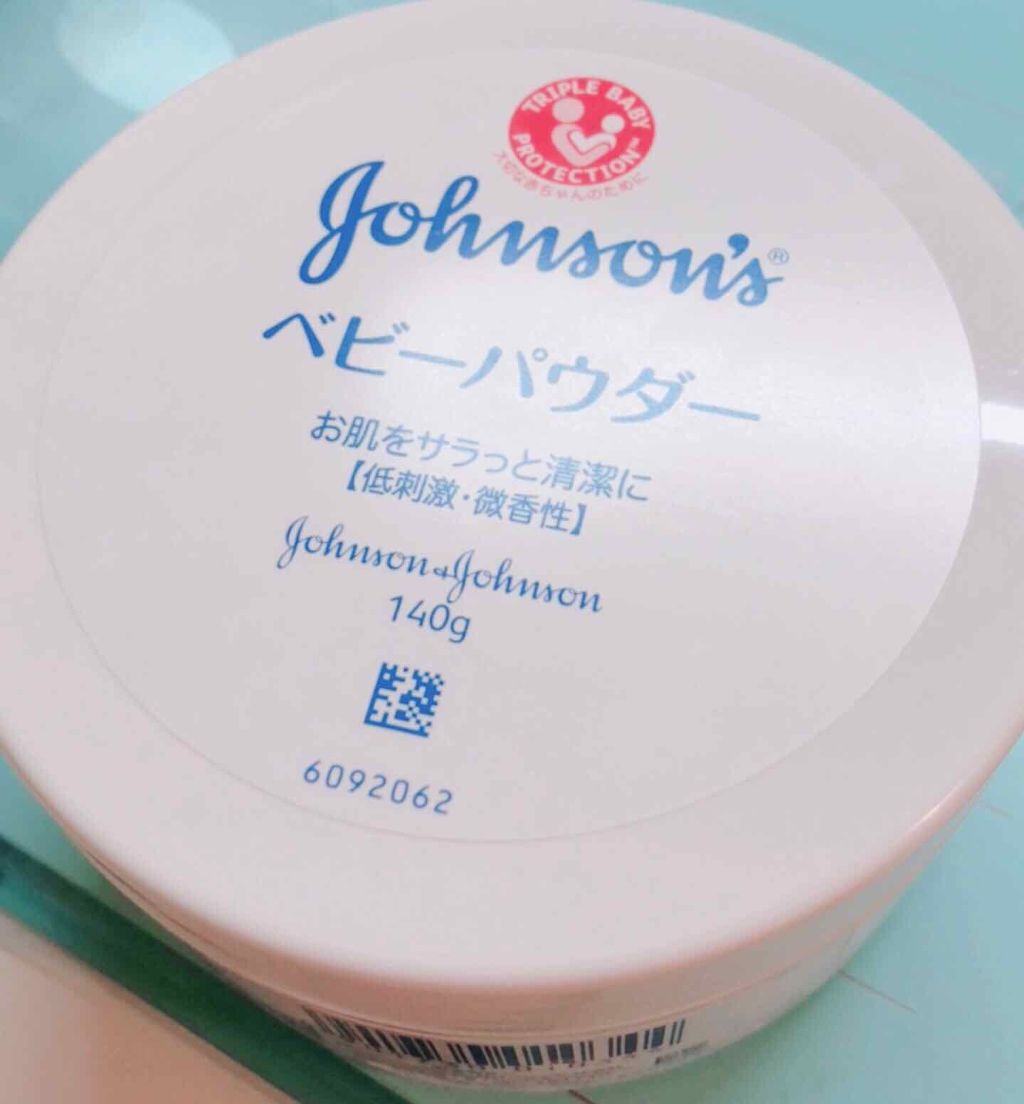 TRIPLE BABY
PROTECTION™
大切な赤ちゃんのために
Johnson's®
ベビーパウダー
お肌をサラっと清潔に
【低刺激・微香性】
Johnson & Johnson
140g
6092062